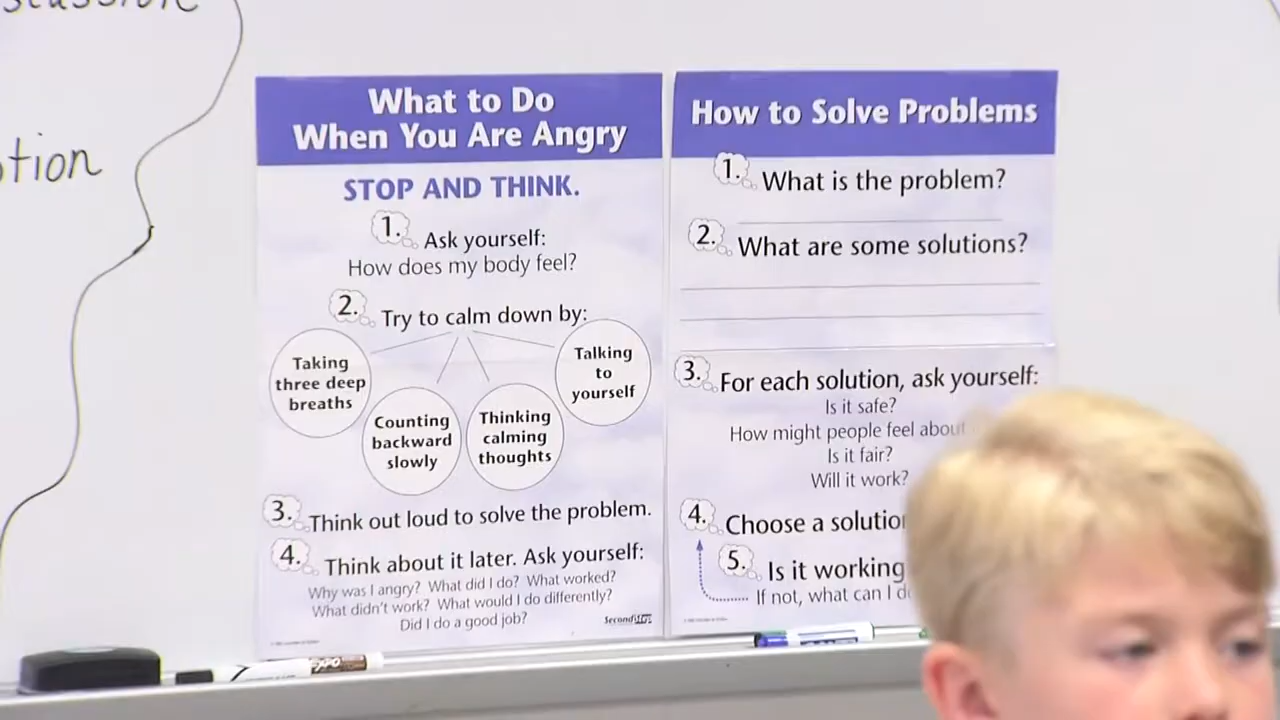 ption
What to Do
When You Are Angry
STOP AND THINK.
1. Ask yourself:
How does my body feel?
2. Try to calm down by:
Taking
three deep
breaths
Counting
backward
slowly
Thinking
calming
thoughts
Talking
to
yourself
3. Think out loud to solve the problem.
4. Think about it later. Ask yourself:
Why was I angry? What did I do? What worked?
What didn't work? What would I do differently?
Did I do a good job?
Second Step
How to Solve Problems
1. What is the problem?
2. What are some solutions?
3. For each solution, ask yourself:
Is it safe?
How might people feel about
Is it fair?
Will it work?
4. Choose a solution
5. Is it working
If not, what can I d
EXPO